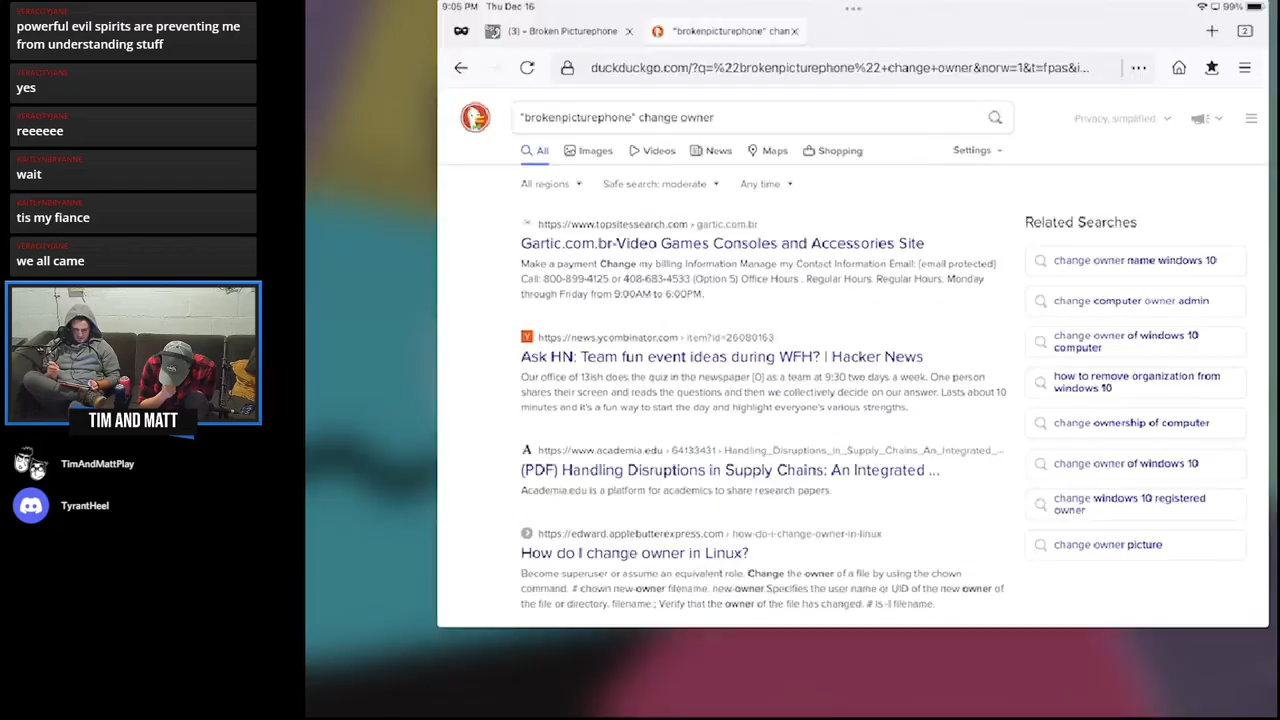 VERACITYJANE
powerful evil spirits are preventing me
from understanding stuff
VERACITYJANE
yes
VERACITYJANE
reeeeee
KAITLYNBRYANNE
wait
KAITLYNBRYANNE
tis my fiance
VERACITYJANE
we all came
TIM AND MATT
TimAndMattPlay
TyrantHeel
9:05 PM Thu Dec 16
99%
(3) – Broken Picturephone
"brokenpicturephone" chan
2
duckduckgo.com/?q=%22brokenpicturephone%22+change+owner&norw=1&t=fpas&i...
"brokenpicturephone" change owner
Privacy, simplified
All
Images
Videos
News
Maps
Shopping
Settings
All regions
Safe search: moderate
Any time
https://www.topsitessearch.com › gartic.com.br
Gartic.com.br-Video Games Consoles and Accessories Site
Make a payment Change my billing Information Manage my Contact Information Email: [email protected]
Call: 800-899-4125 or 408-683-4533 (Option 5) Office Hours . Regular Hours. Regular Hours. Monday
through Friday from 9:00AM to 6:00PM.
https://news.ycombinator.com › item?id=26080163
Ask HN: Team fun event ideas during WFH? | Hacker News
Our office of 13ish does the quiz in the newspaper [0] as a team at 9:30 two days a week. One person
shares their screen and reads the questions and then we collectively decide on our answer. Lasts about 10
minutes and it's a fun way to start the day and highlight everyone's various strengths.
https://www.academia.edu › 64133431 › Handling_Disruptions_in_Supply_Chains_An_Integrated_...
(PDF) Handling Disruptions in Supply Chains: An Integrated ...
Academia.edu is a platform for academics to share research papers.
https://edward.applebutterexpress.com › how-do-i-change-owner-in-linux
How do I change owner in Linux?
Become superuser or assume an equivalent role. Change the owner of a file by using the chown
command. # chown new-owner filename. new-owner Specifies the user name or UID of the new owner of
the file or directory. filename.; Verify that the owner of the file has changed. # ls -l filename.
Related Searches
change owner name windows 10
change computer owner admin
change owner of windows 10
computer
how to remove organization from
windows 10
change ownership of computer
change owner of windows 10
change windows 10 registered
owner
change owner picture